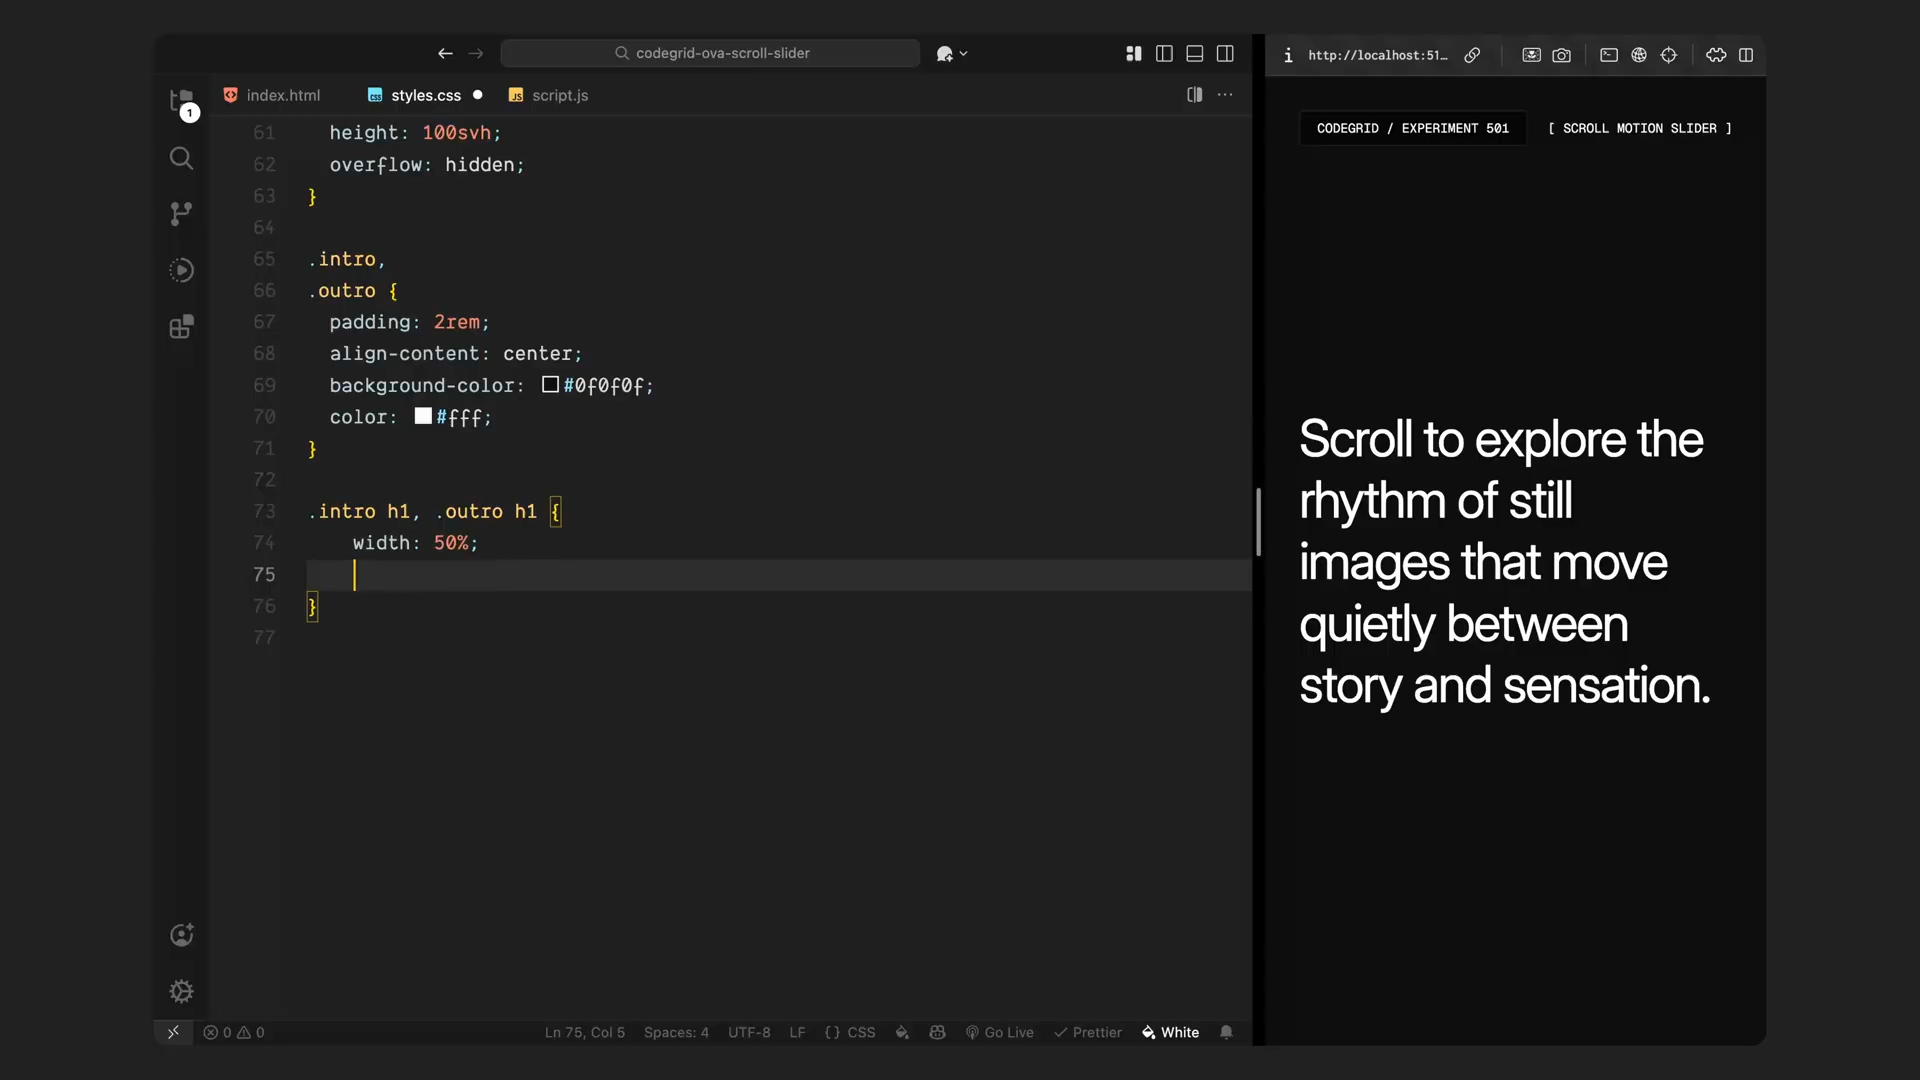 codegrid-ova-scroll-slider
http://localhost:51…
index.html
styles.css
script.js
1
61 height: 100svh;
62 overflow: hidden;
63 }
64
65 .intro,
66 .outro {
67 padding: 2rem;
68 align-content: center;
69 background-color: #0f0f0f;
70 color: #fff;
71 }
72
73 .intro h1, .outro h1 {
74 width: 50%;
75
76 }
77
CODEGRID / EXPERIMENT 501
[ SCROLL MOTION SLIDER ]
Scroll to explore the
rhythm of still
images that move
quietly between
story and sensation.
0 0
Ln 75, Col 5
Spaces: 4
UTF-8
LF
{} CSS
Go Live
Prettier
White